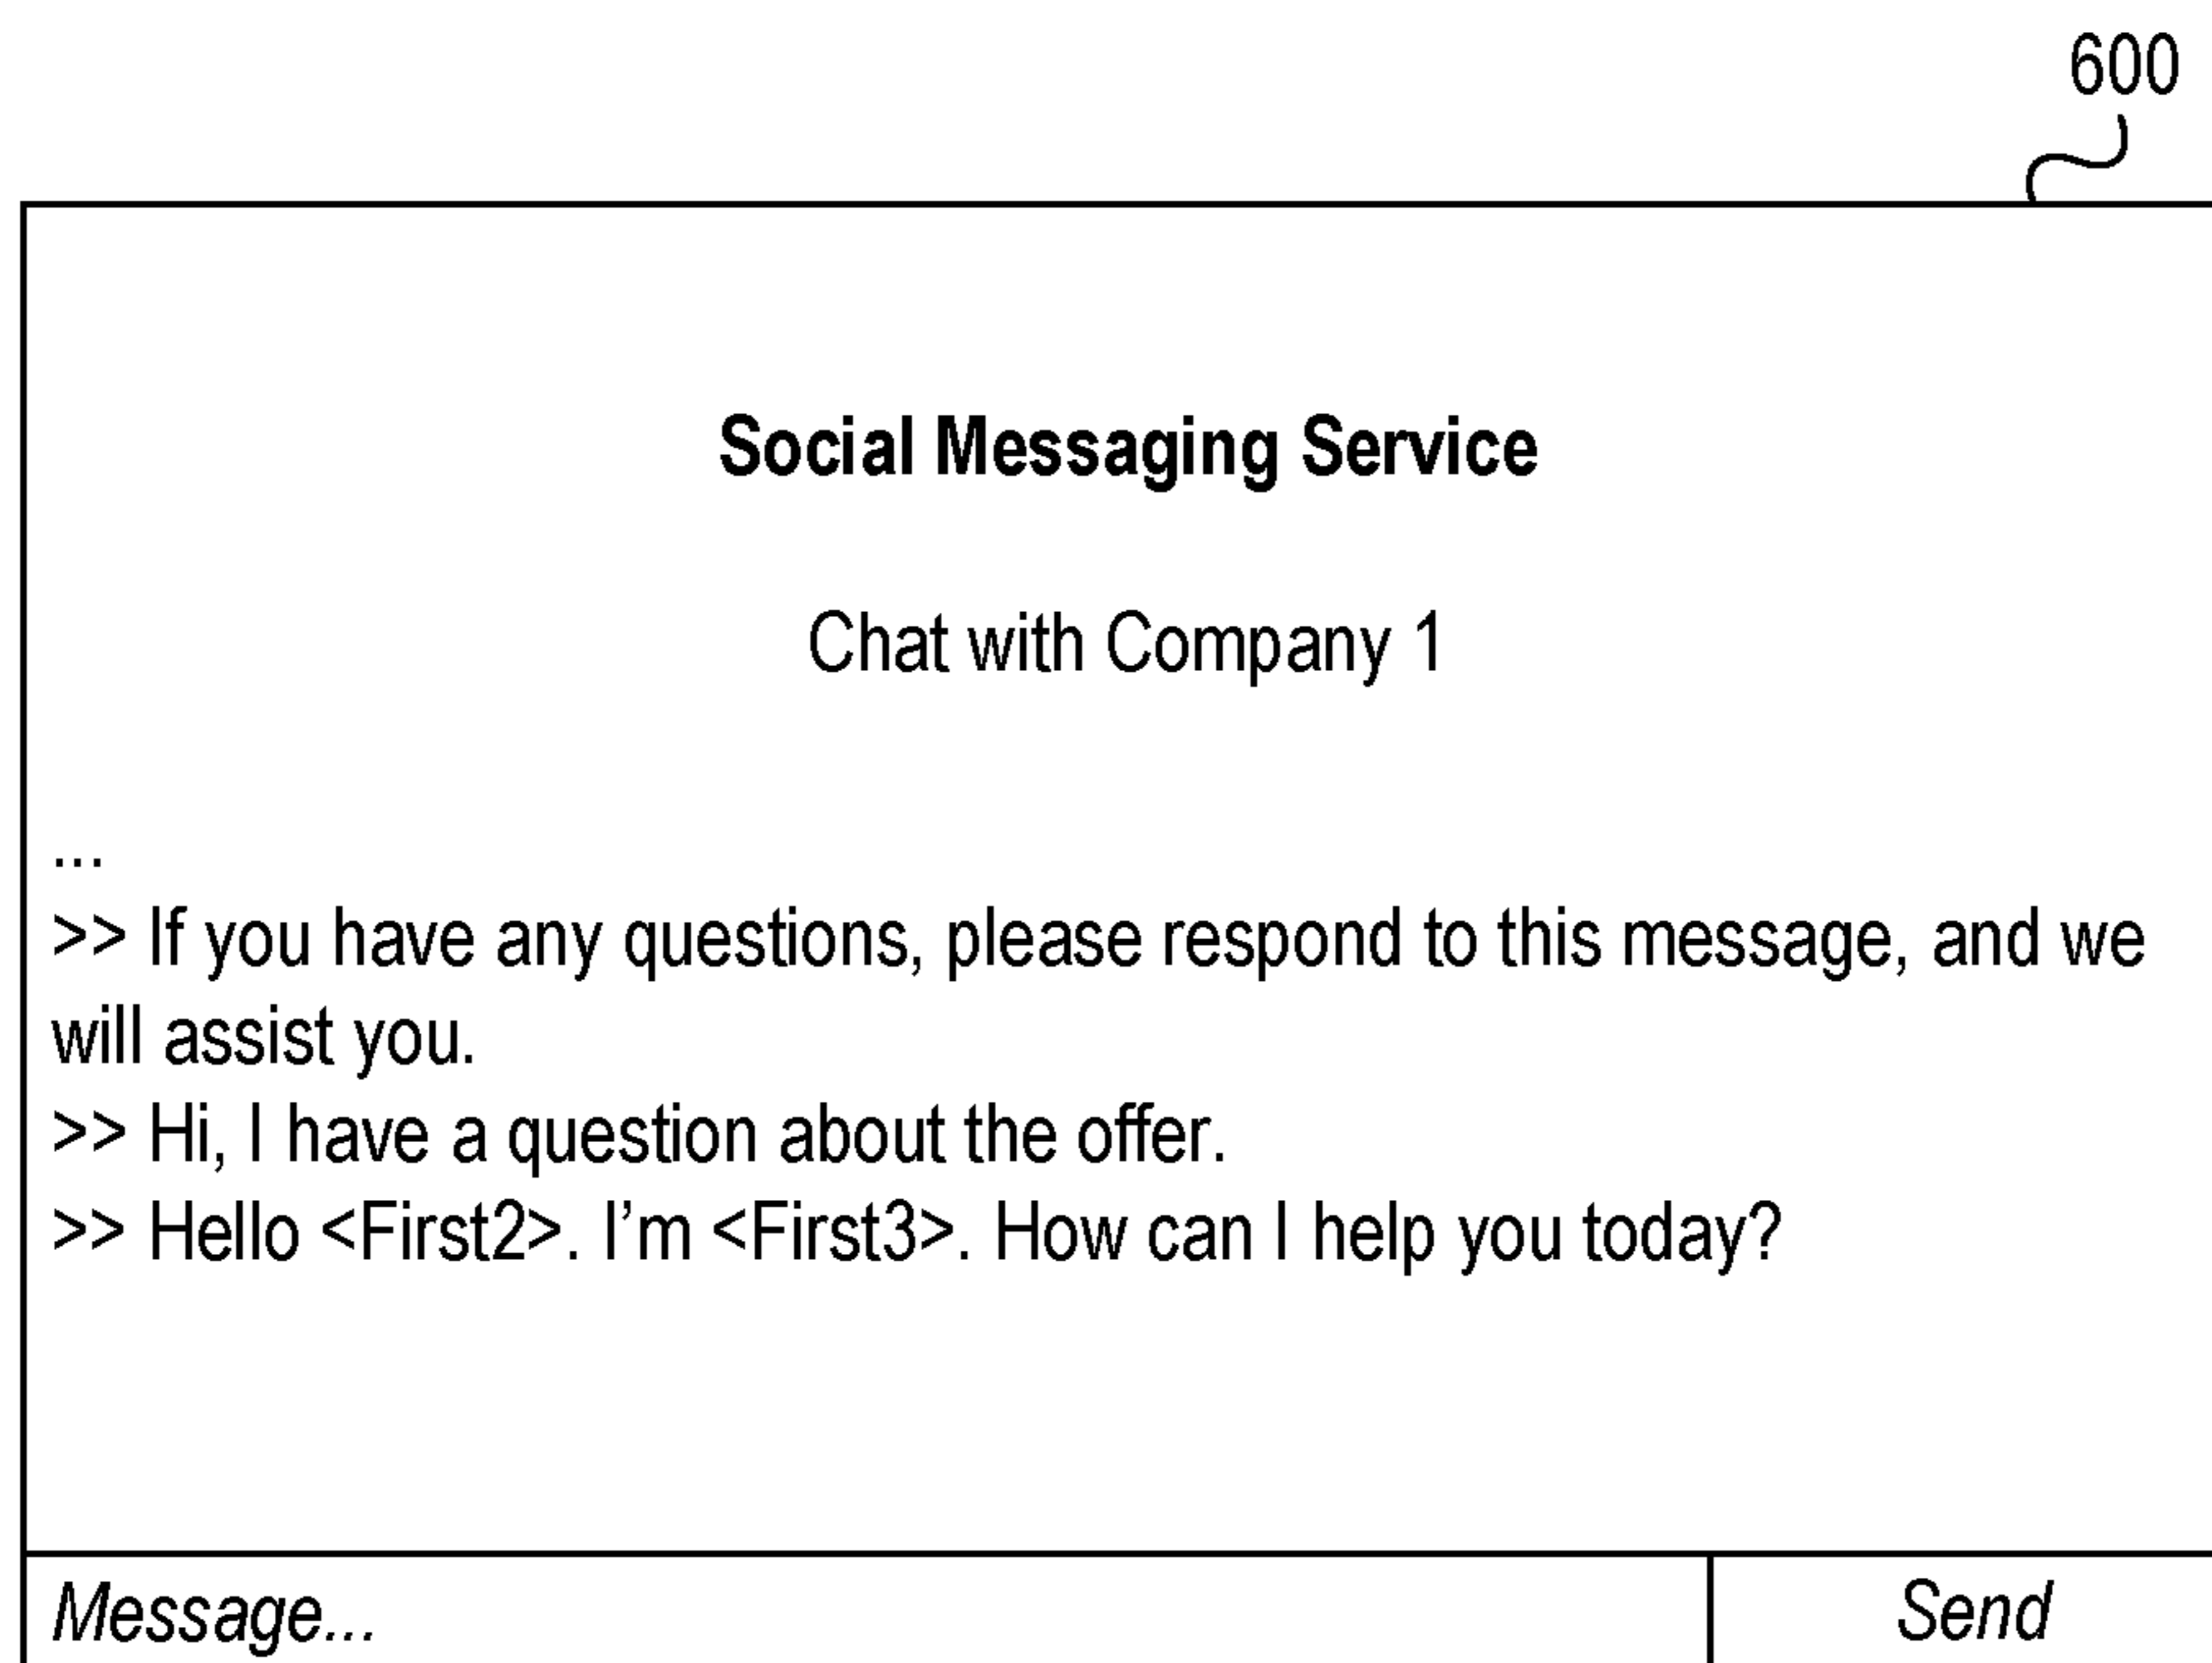 600
Social Messaging Service
Chat with Company 1
...
>> If you have any questions, please respond to this message, and we
will assist you.
>> Hi, I have a question about the offer.
>> Hello <First2>. I’m <First3>. How can I help you today?
Message...
Send